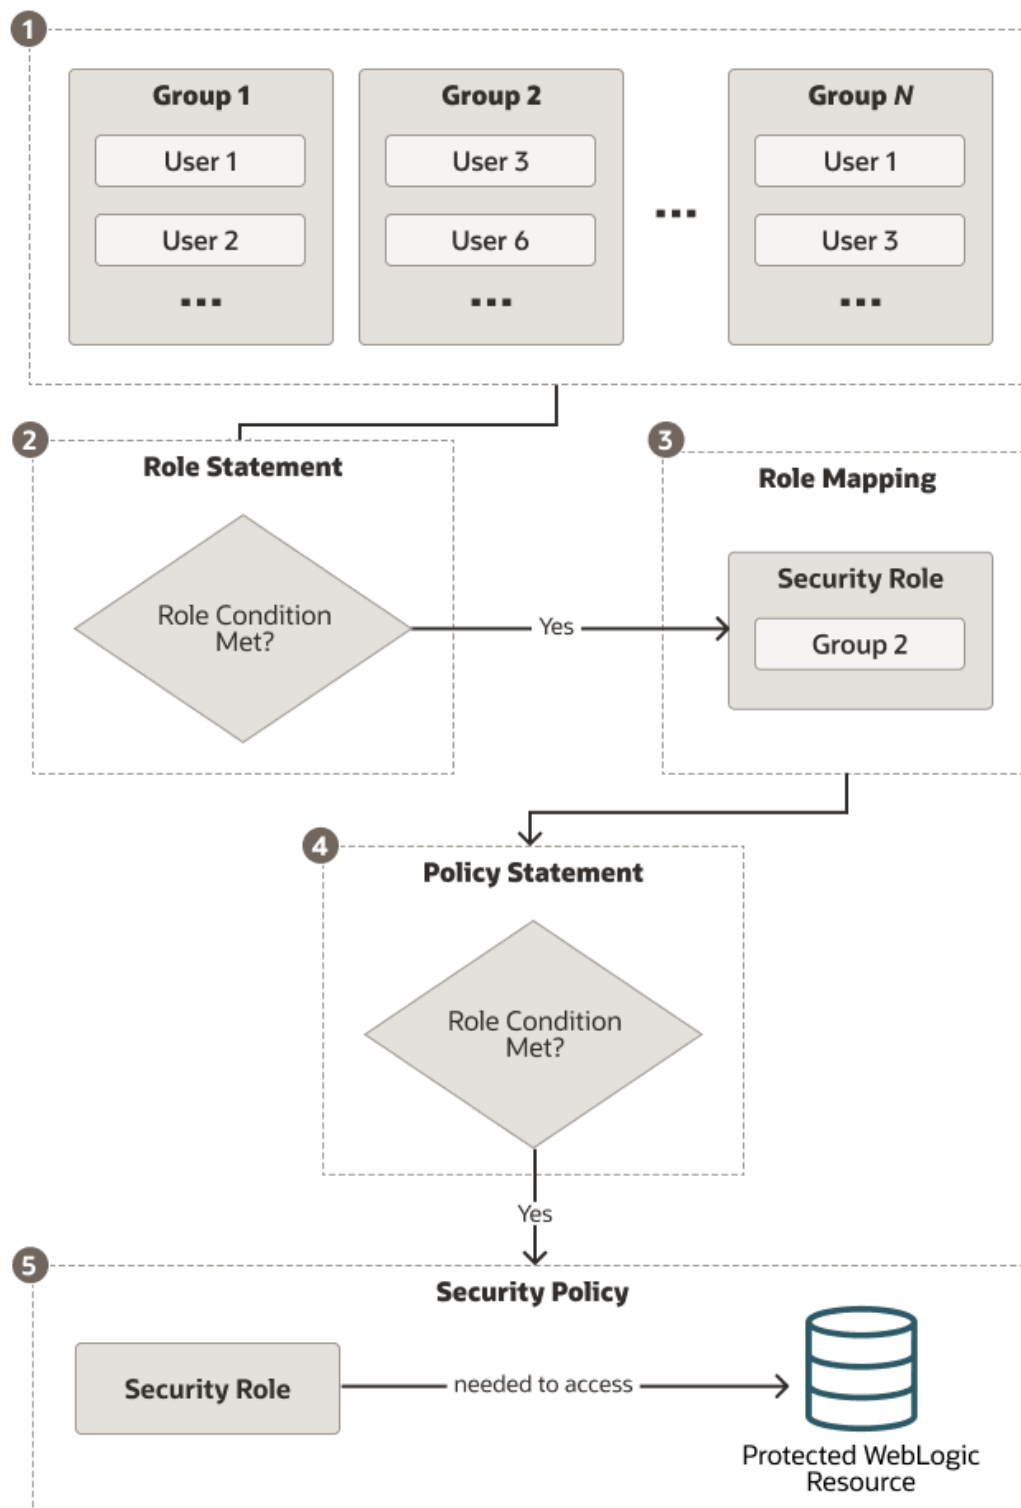 1
Group 1
Group 2
Group N
User 1
User 3
User 1
User 2
User 6
User 3
...
...
...
...
2
Role Statement
Role Condition
Met?
Yes
3
Role Mapping
Security Role
Group 2
4
Policy Statement
Role Condition
Met?
Yes
5
Security Policy
Security Role
needed to access
Protected WebLogic
Resource